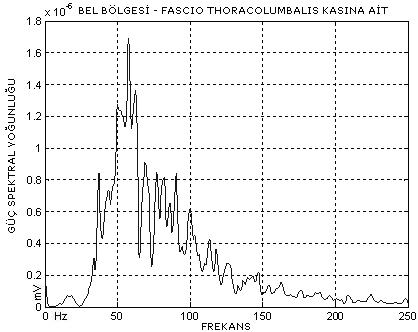 x 10⁻⁶ BEL BÖLGESİ - FASCIO THORACOLUMBALIS KASINA AİT
1.8
1.6
1.4
1.2
1
0.8
0.6
0.4
0.2
0
mV
GÜÇ SPEKTRAL YOĞUNLUĞU
0 Hz 50 100 150 200 250
FREKANS